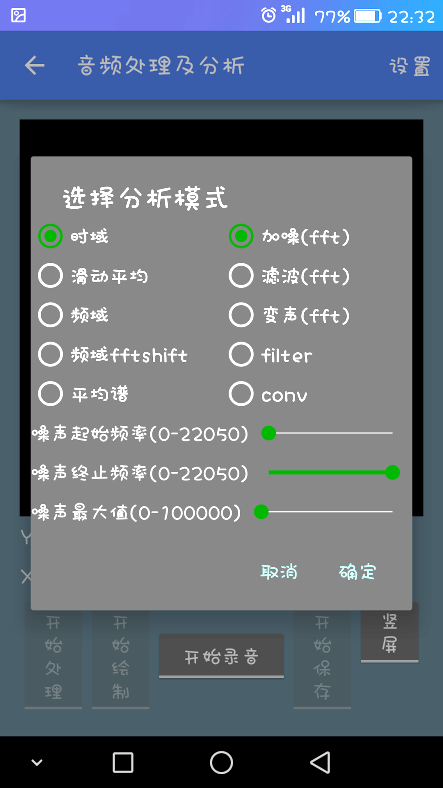 3G 77% 22:32
音频处理及分析 设置
选择分析模式
时域 加噪(fft)
滑动平均 滤波(fft)
频域 变声(fft)
频域fftshift filter
平均谱 conv
噪声起始频率(0-22050)
噪声终止频率(0-22050)
噪声最大值(0-100000)
Y
X
取消 确定
开始处理 开始绘制 开始录音 开始保存 竖屏